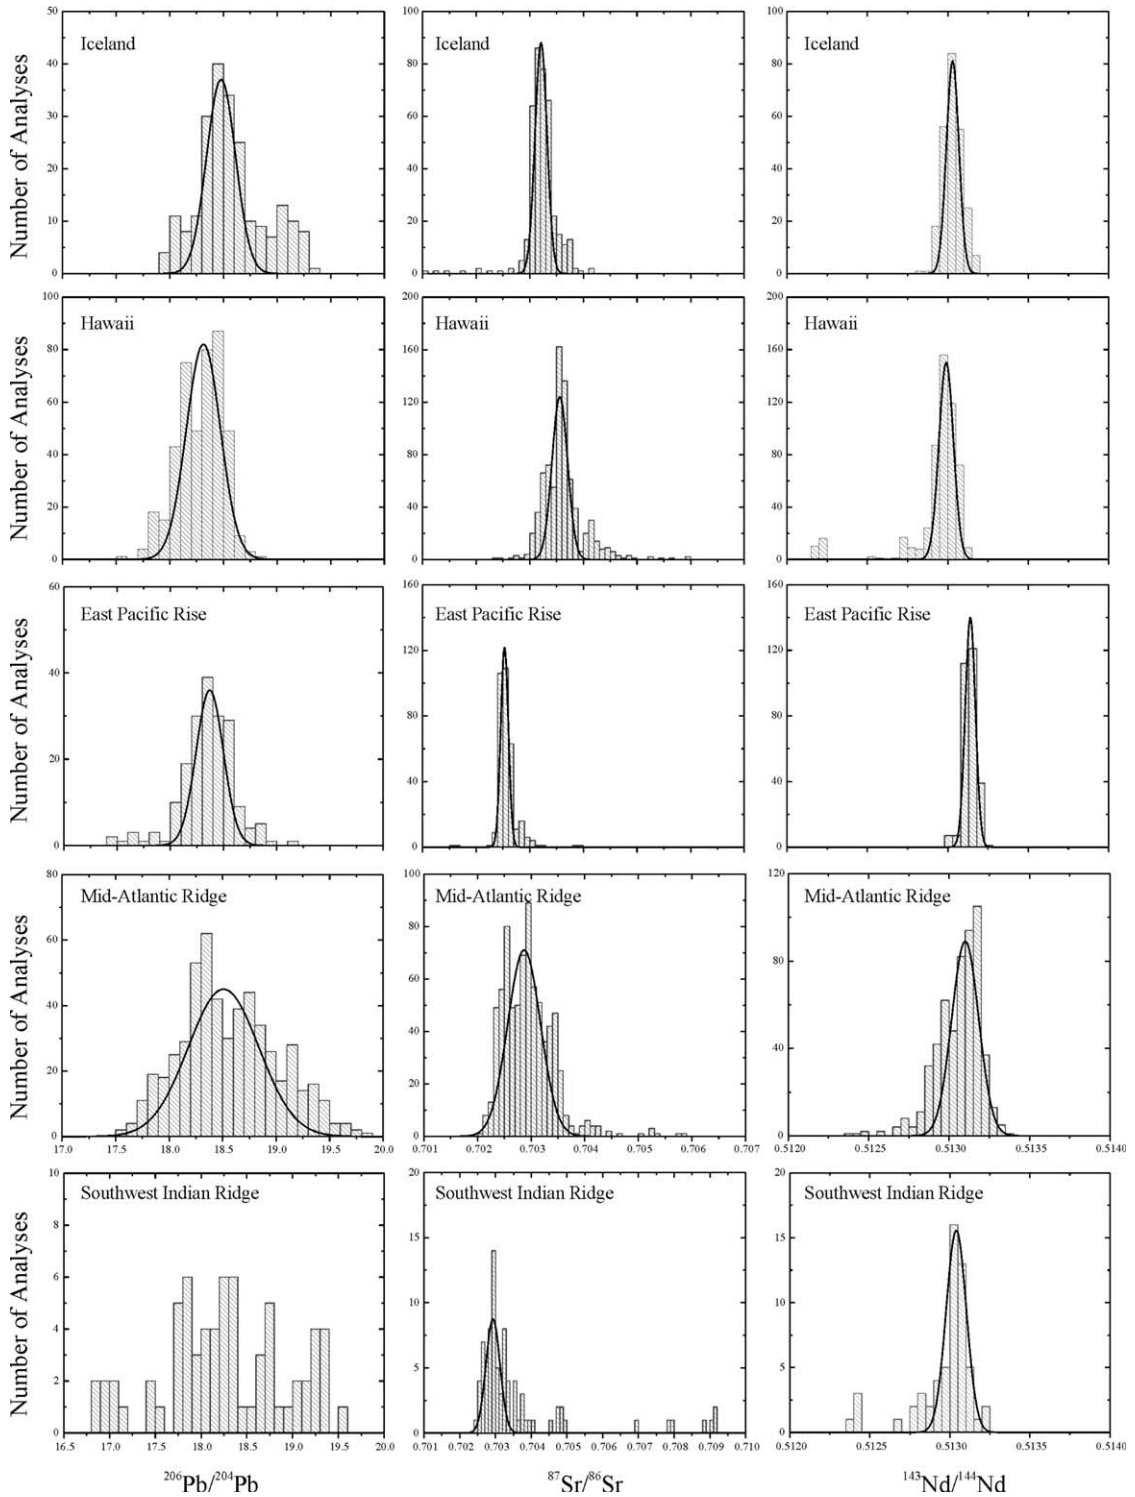 Iceland
Iceland
Iceland
Number of Analyses
50
40
30
20
10
0
100
80
60
40
20
0
100
80
60
40
20
0
Hawaii
Hawaii
Hawaii
Number of Analyses
100
80
60
40
20
0
200
160
120
80
40
0
200
160
120
80
40
0
East Pacific Rise
East Pacific Rise
East Pacific Rise
Number of Analyses
60
40
20
0
160
120
80
40
0
160
120
80
40
0
Mid-Atlantic Ridge
Mid-Atlantic Ridge
Mid-Atlantic Ridge
Number of Analyses
80
60
40
20
0
100
80
60
40
20
0
120
80
40
0
17.0 17.5 18.0 18.5 19.0 19.5 20.0
0.701 0.702 0.703 0.704 0.705 0.706 0.707
0.5120 0.5125 0.5130 0.5135 0.5140
Southwest Indian Ridge
Southwest Indian Ridge
Southwest Indian Ridge
Number of Analyses
10
8
6
4
2
0
20
15
10
5
0
20
15
10
5
0
16.5 17.0 17.5 18.0 18.5 19.0 19.5 20.0
0.701 0.702 0.703 0.704 0.705 0.706 0.707 0.708 0.709 0.710
0.5120 0.5125 0.5130 0.5135 0.5140
²⁰⁶Pb/²⁰⁴Pb
⁸⁷Sr/⁸⁶Sr
¹⁴³Nd/¹⁴⁴Nd